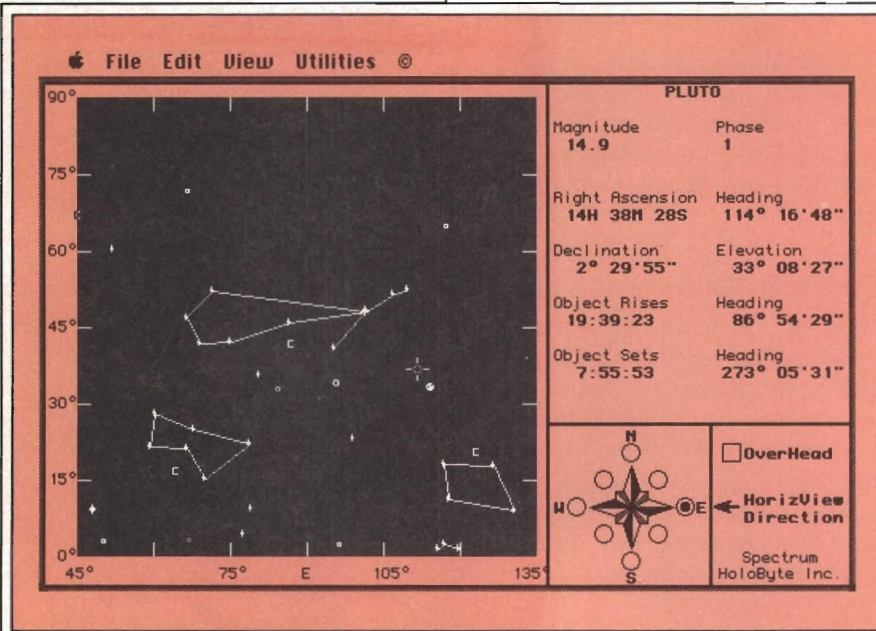 File Edit View Utilities ©
90°
75°
60°
45°
30°
15°
0°
45° 75° E 105° 135°
C
C
C
PLUTO
Magnitude Phase
14.9 1
Right Ascension Heading
14H 38M 28S 114° 16'48"
Declination Elevation
2° 29'55" 33° 08'27"
Object Rises Heading
19:39:23 86° 54'29"
Object Sets Heading
7:55:53 273° 05'31"
N
W E
S
OverHead
HorizView
Direction
Spectrum
HoloByte Inc.